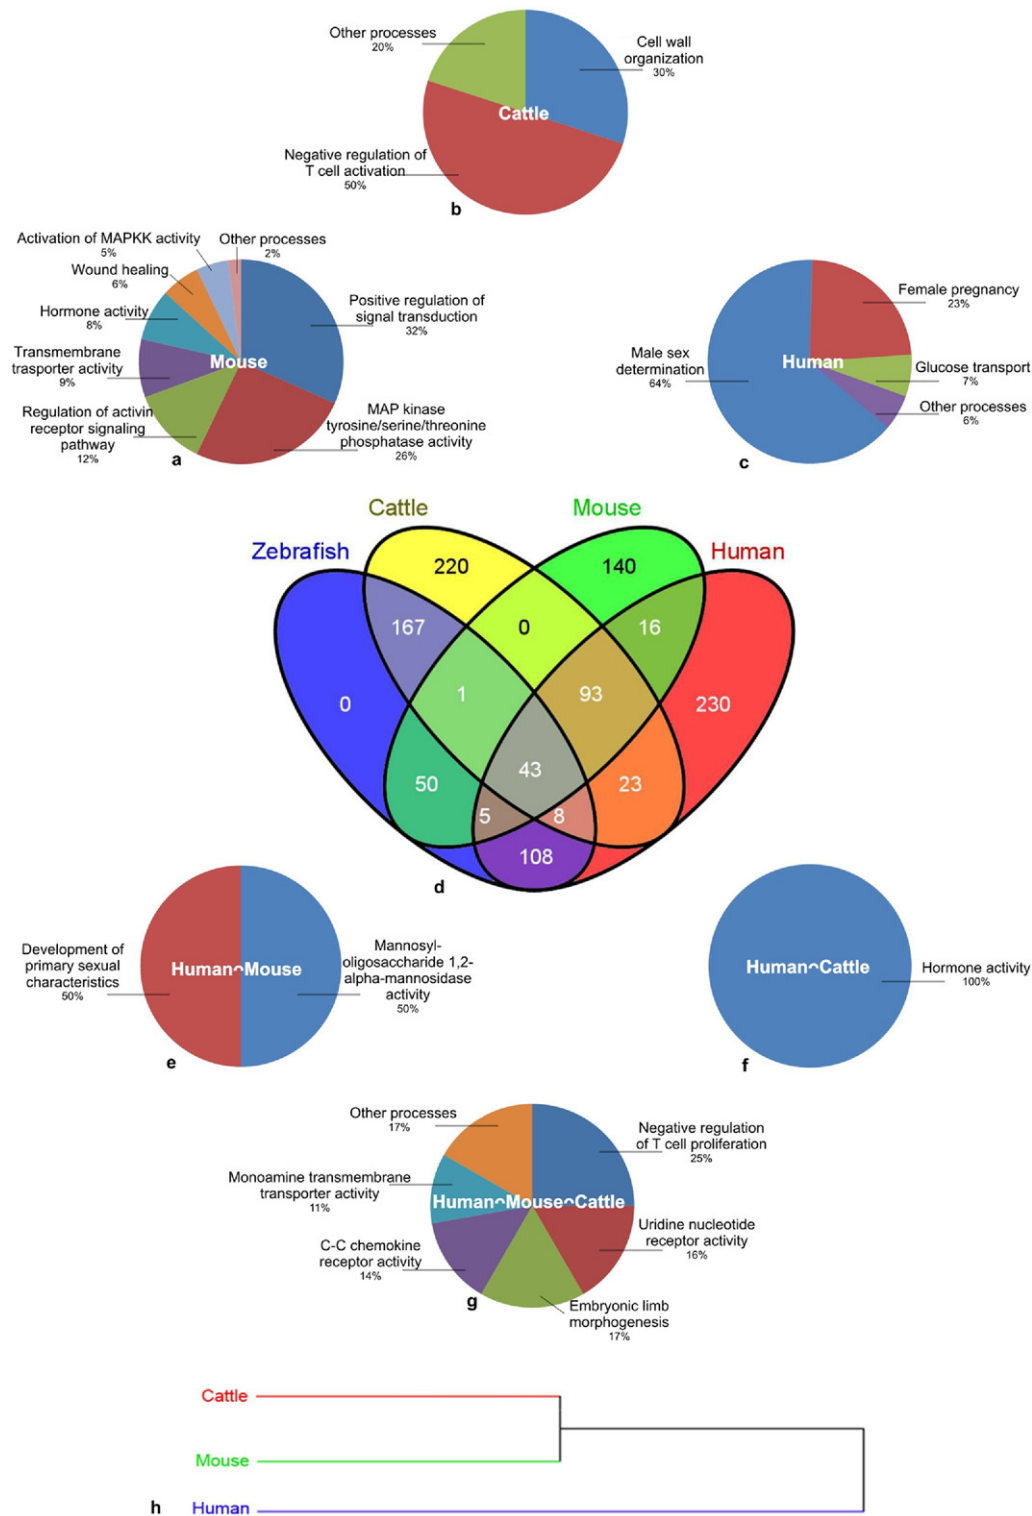 Other processes
20%
Cell wall
organization
30%
Cattle
Negative regulation of
T cell activation
50%
b
Activation of MAPKK activity
5%
Other processes
2%
Wound healing
6%
Hormone activity
8%
Transmembrane
trasporter activity
9%
Regulation of activin
receptor signaling
pathway
12%
Mouse
Positive regulation of
signal transduction
32%
MAP kinase
tyrosine/serine/threonine
phosphatase activity
26%
a
Female pregnancy
23%
Male sex
determination
64%
Human
Glucose transport
7%
Other processes
6%
c
Cattle
Mouse
Zebrafish
Human
220
140
167
0
16
0
1
93
230
50
43
23
5
8
108
d
Development of
primary sexual
characteristics
50%
Human^Mouse
Mannosyl-
oligosaccharide 1,2-
alpha-mannosidase
activity
50%
e
Human^Cattle
Hormone activity
100%
f
Other processes
17%
Negative regulation
of T cell proliferation
25%
Monoamine transmembrane
transporter activity
11%
Human^Mouse^Cattle
Uridine nucleotide
receptor activity
16%
C-C chemokine
receptor activity
14%
g
Embryonic limb
morphogenesis
17%
Cattle
Mouse
h Human